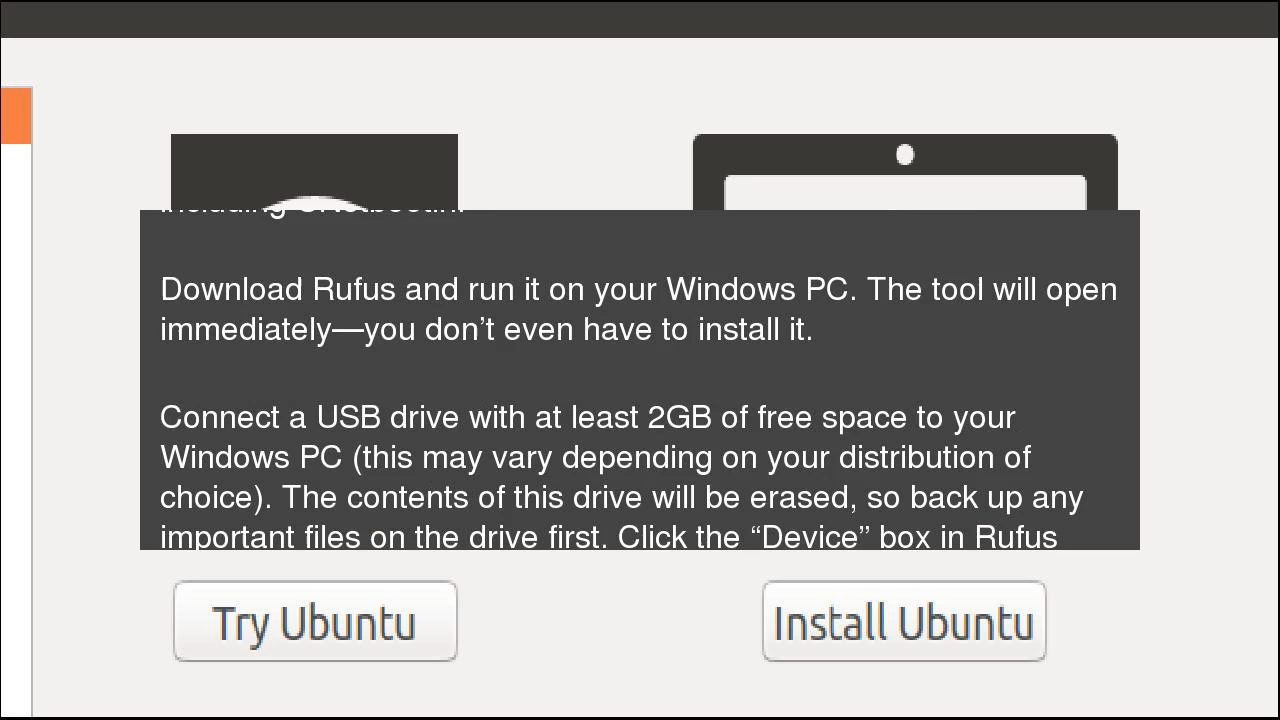 Download Rufus and run it on your Windows PC. The tool will open
immediately—you don’t even have to install it.
Connect a USB drive with at least 2GB of free space to your
Windows PC (this may vary depending on your distribution of
choice). The contents of this drive will be erased, so back up any
important files on the drive first. Click the “Device” box in Rufus
Try Ubuntu
Install Ubuntu